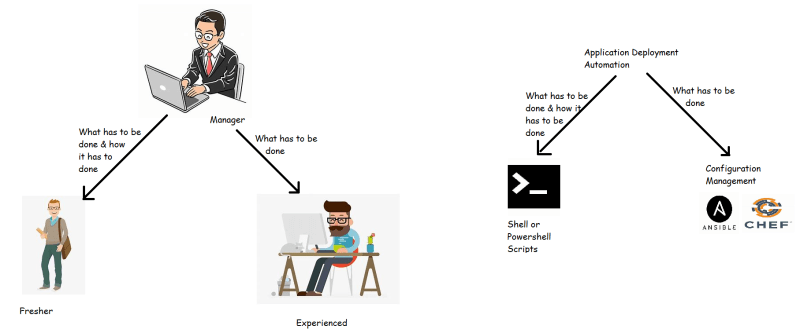 Manager
What has to be
done & how
it has to
done
What has to be
done
Fresher
Experienced
Application Deployment
Automation
What has to be
done & how it
has to be
done
What has to be
done
Shell or
Powershell
Scripts
Configuration
Management
ANSIBLE
CHEF